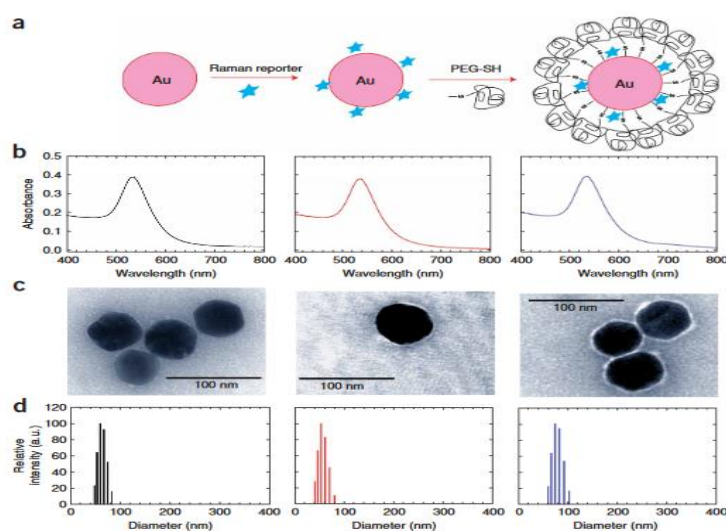 a
Au
Raman reporter
Au
PEG-SH
S
Au
b
Absorbance
0.5
0.4
0.3
0.2
0.1
0.0
400 500 600 700 800
Wavelength (nm)
400 500 600 700 800
Wavelength (nm)
400 500 600 700 800
Wavelength (nm)
c
100 nm
100 nm
100 nm
d
Relative
intensity (a.u.)
120
100
80
60
40
20
0
0 100 200 300 400
Diameter (nm)
0 100 200 300 400
Diameter (nm)
0 100 200 300 400
Diameter (nm)